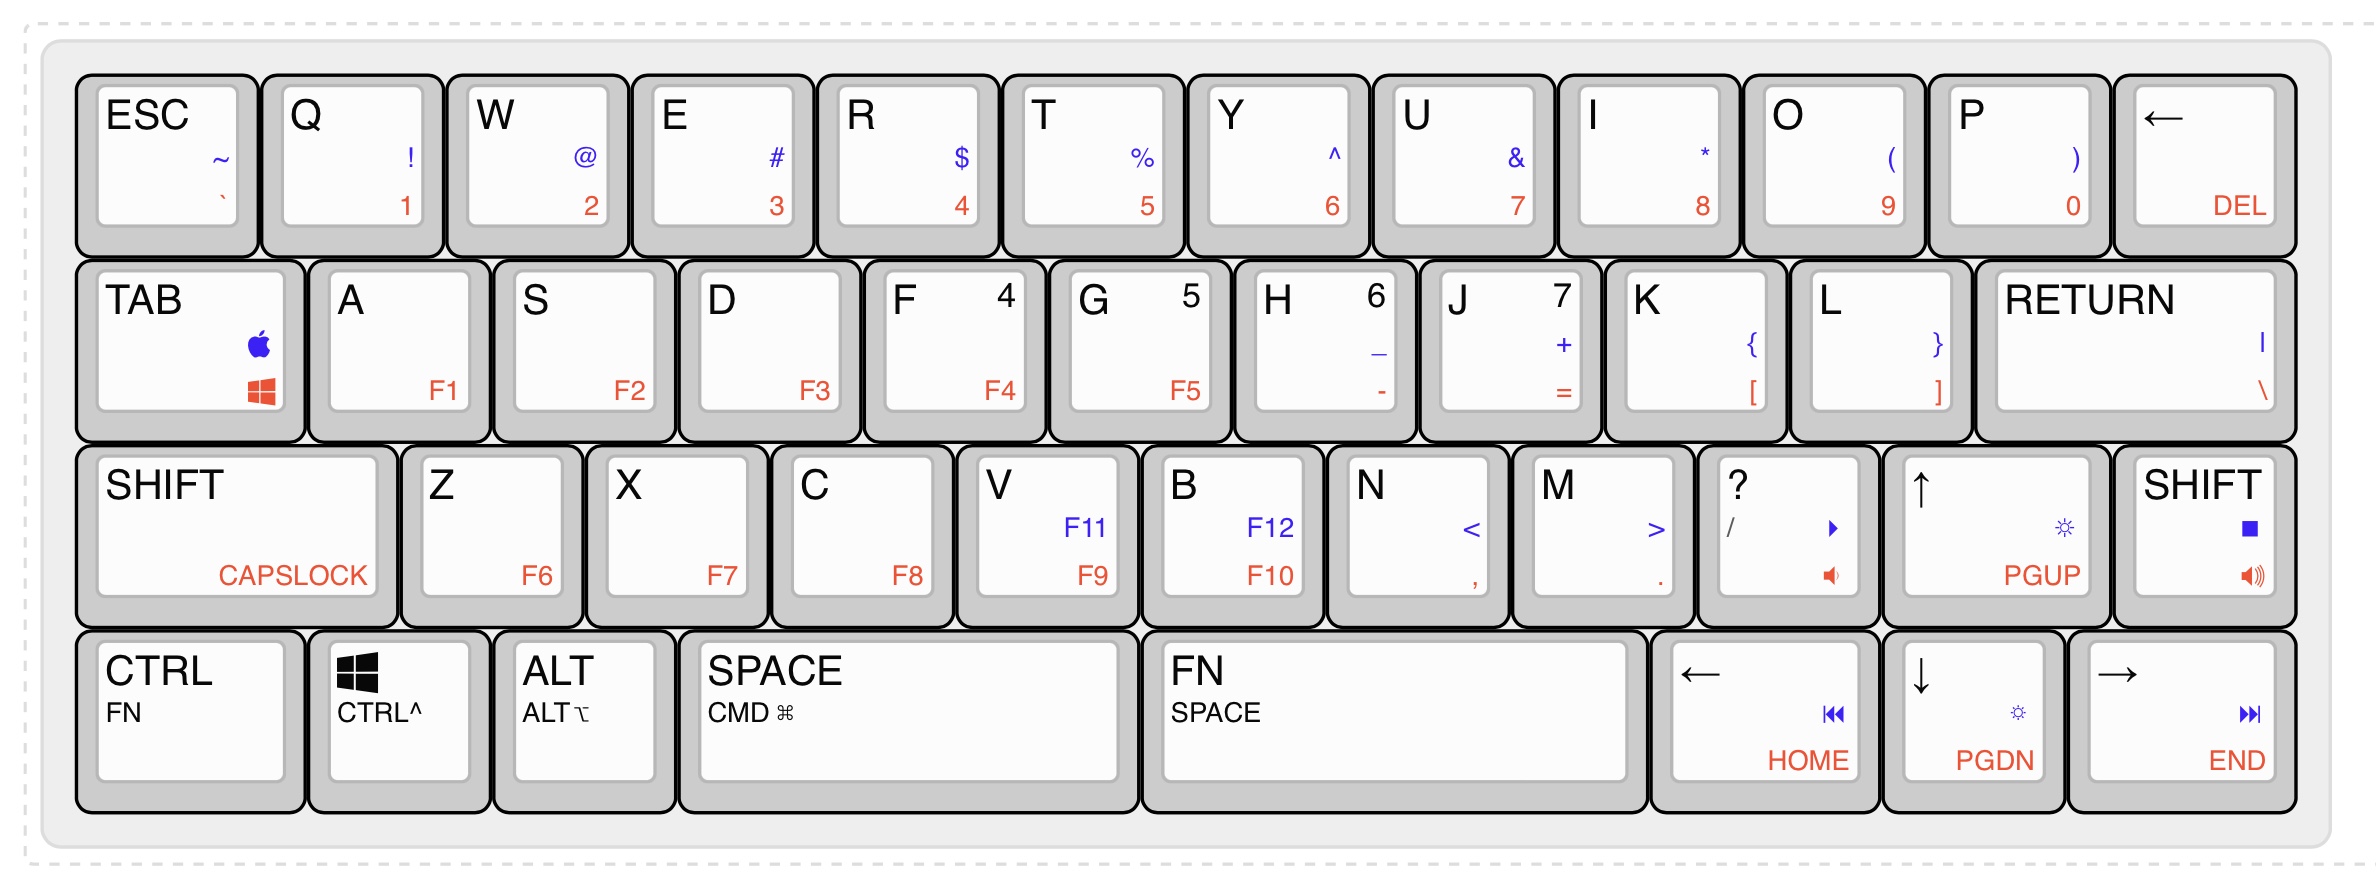 ESC Q W E R T Y U I O P ←
~ ! @ # $ % ^ & * ( )
` 1 2 3 4 5 6 7 8 9 0 DEL
TAB A S D F 4 G 5 H 6 J 7 K L RETURN
_ + { } |
F1 F2 F3 F4 F5 - = [ ] \
SHIFT Z X C V B N M ? ↑ SHIFT
F11 F12 < > /
CAPSLOCK F6 F7 F8 F9 F10 , . PGUP
CTRL ALT SPACE FN ← ↓ →
FN CTRL^ ALT ⌥ CMD ⌘ SPACE
HOME PGDN END